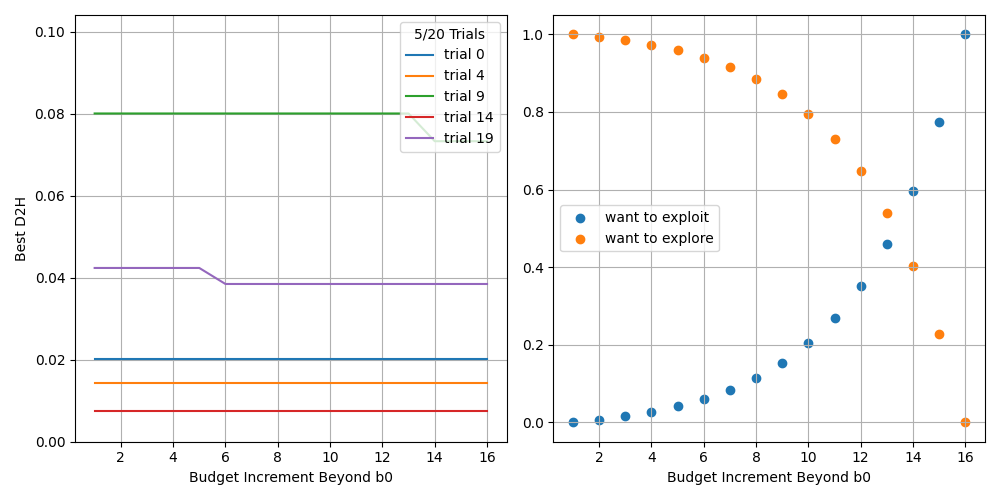 5/20 Trials
trial 0
trial 4
trial 9
trial 14
trial 19
0.10
0.08
0.06
0.04
0.02
0.00
Best D2H
2 4 6 8 10 12 14 16
Budget Increment Beyond b0
want to exploit
want to explore
1.0
0.8
0.6
0.4
0.2
0.0
2 4 6 8 10 12 14 16
Budget Increment Beyond b0